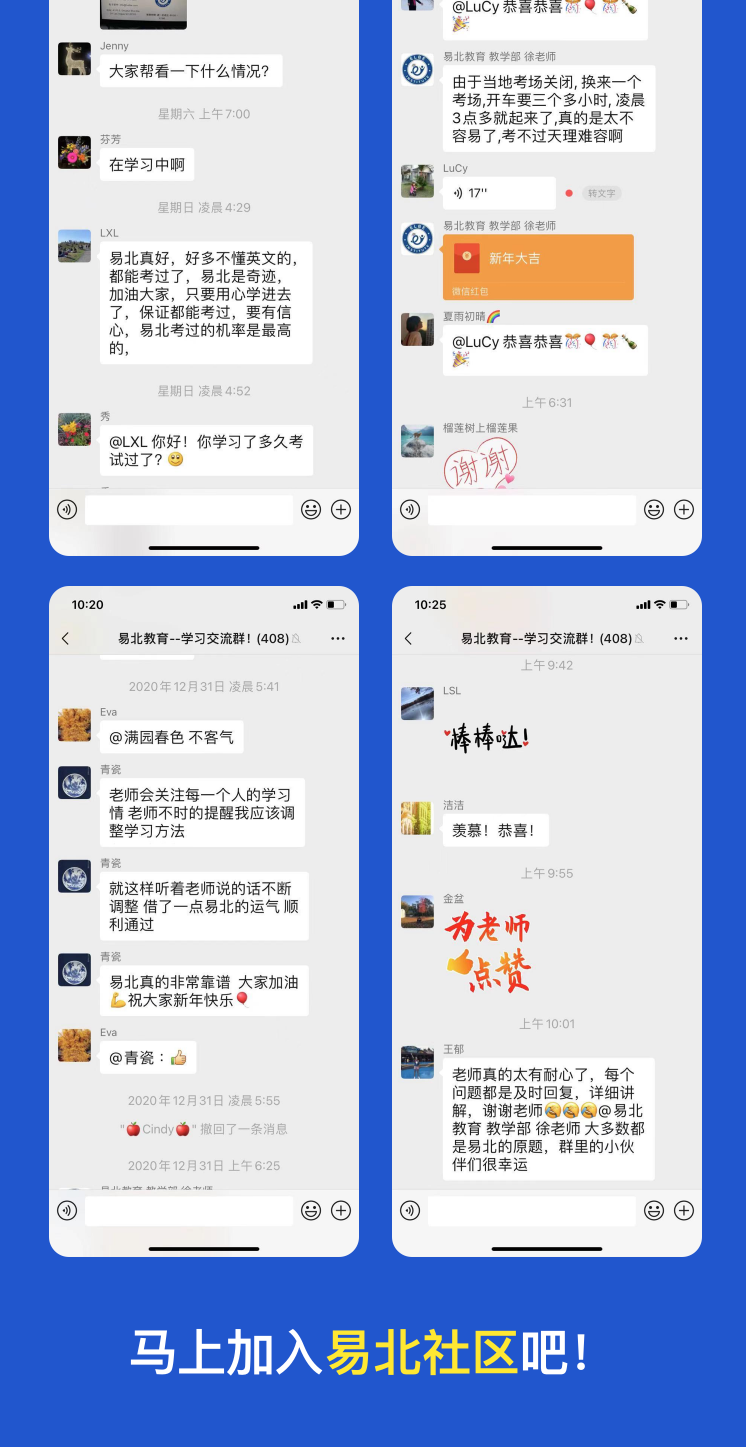 Jenny
大家帮看一下什么情况?
星期六 上午 7:00
芬芳
在学习中啊
星期日 凌晨 4:29
LXL
易北真好，好多不懂英文的，
都能考过了，易北是奇迹，
加油大家，只要用心学进去
了，保证都能考过，要有信
心，易北考过的机率是最高
的，
星期日 凌晨 4:52
秀
@LXL 你好！你学习了多久考
试过了?
@LuCy 恭喜恭喜
易北教育 教学部 徐老师
由于当地考场关闭, 换来一个
考场,开车要三个多小时, 凌晨
3点多就起来了,真的是太不
容易了,考不过天理难容啊
LuCy
17''
转文字
易北教育 教学部 徐老师
新年大吉
微信红包
夏雨初晴🌈
@LuCy 恭喜恭喜
上午 6:31
榴莲树上榴莲果
谢谢
10:20
易北教育--学习交流群！(408)
2020年12月31日 凌晨 5:41
Eva
@满园春色 不客气
青瓷
老师会关注每一个人的学习
情 老师不时的提醒我应该调
整学习方法
青瓷
就这样听着老师说的话不断
调整 借了一点易北的运气 顺
利通过
青瓷
易北真的非常靠谱 大家加油
💪祝大家新年快乐🎈
Eva
@青瓷：👍
2020年12月31日 凌晨 5:55
"🍎Cindy🍎" 撤回了一条消息
2020年12月31日 上午 6:25
易北教育 教学部 徐老师
10:25
易北教育--学习交流群！(408)
上午 9:42
LSL
棒棒哒!
洁洁
羡慕！恭喜！
上午 9:55
金盆
为老师
点赞
上午 10:01
王郁
老师真的太有耐心了，每个
问题都是及时回复，详细讲
解，谢谢老师@易北
教育 教学部 徐老师 大多数都
是易北的原题，群里的小伙
伴们很幸运
马上加入易北社区吧！